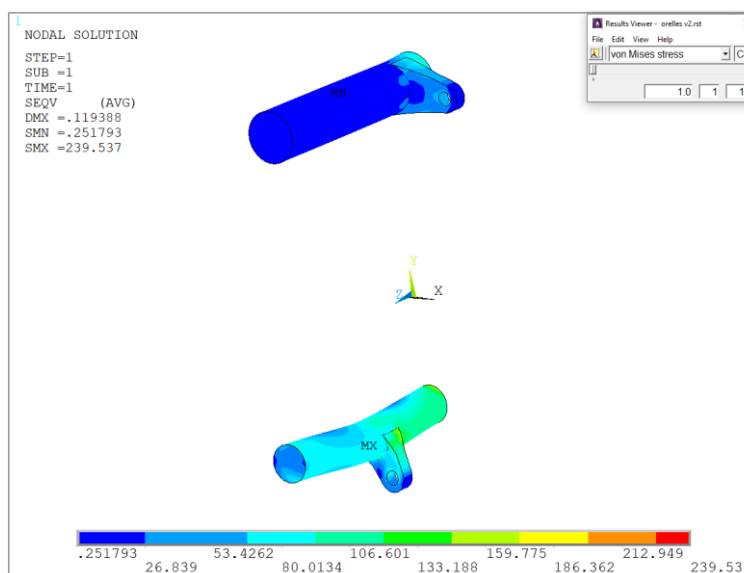 1
NODAL SOLUTION
STEP=1
SUB =1
TIME=1
SEQV (AVG)
DMX =.119388
SMN =.251793
SMX =239.537
Results Viewer - orelles v2.rst
File Edit View Help
von Mises stress
1.0 1
MN
Y
Z X
MX
.251793 53.4262 106.601 159.775 212.949
26.839 80.0134 133.188 186.362 239.53